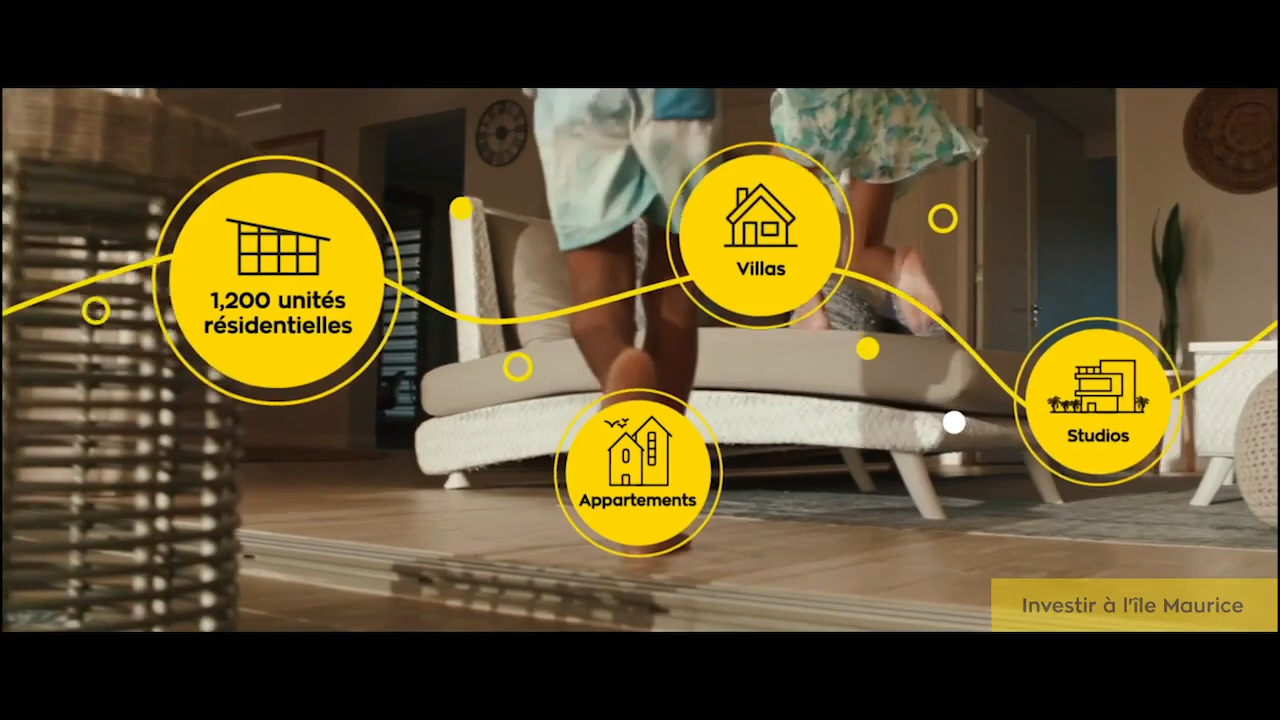 1,200 unités
résidentielles
Villas
Studios
Appartements
Investir à l'île Maurice